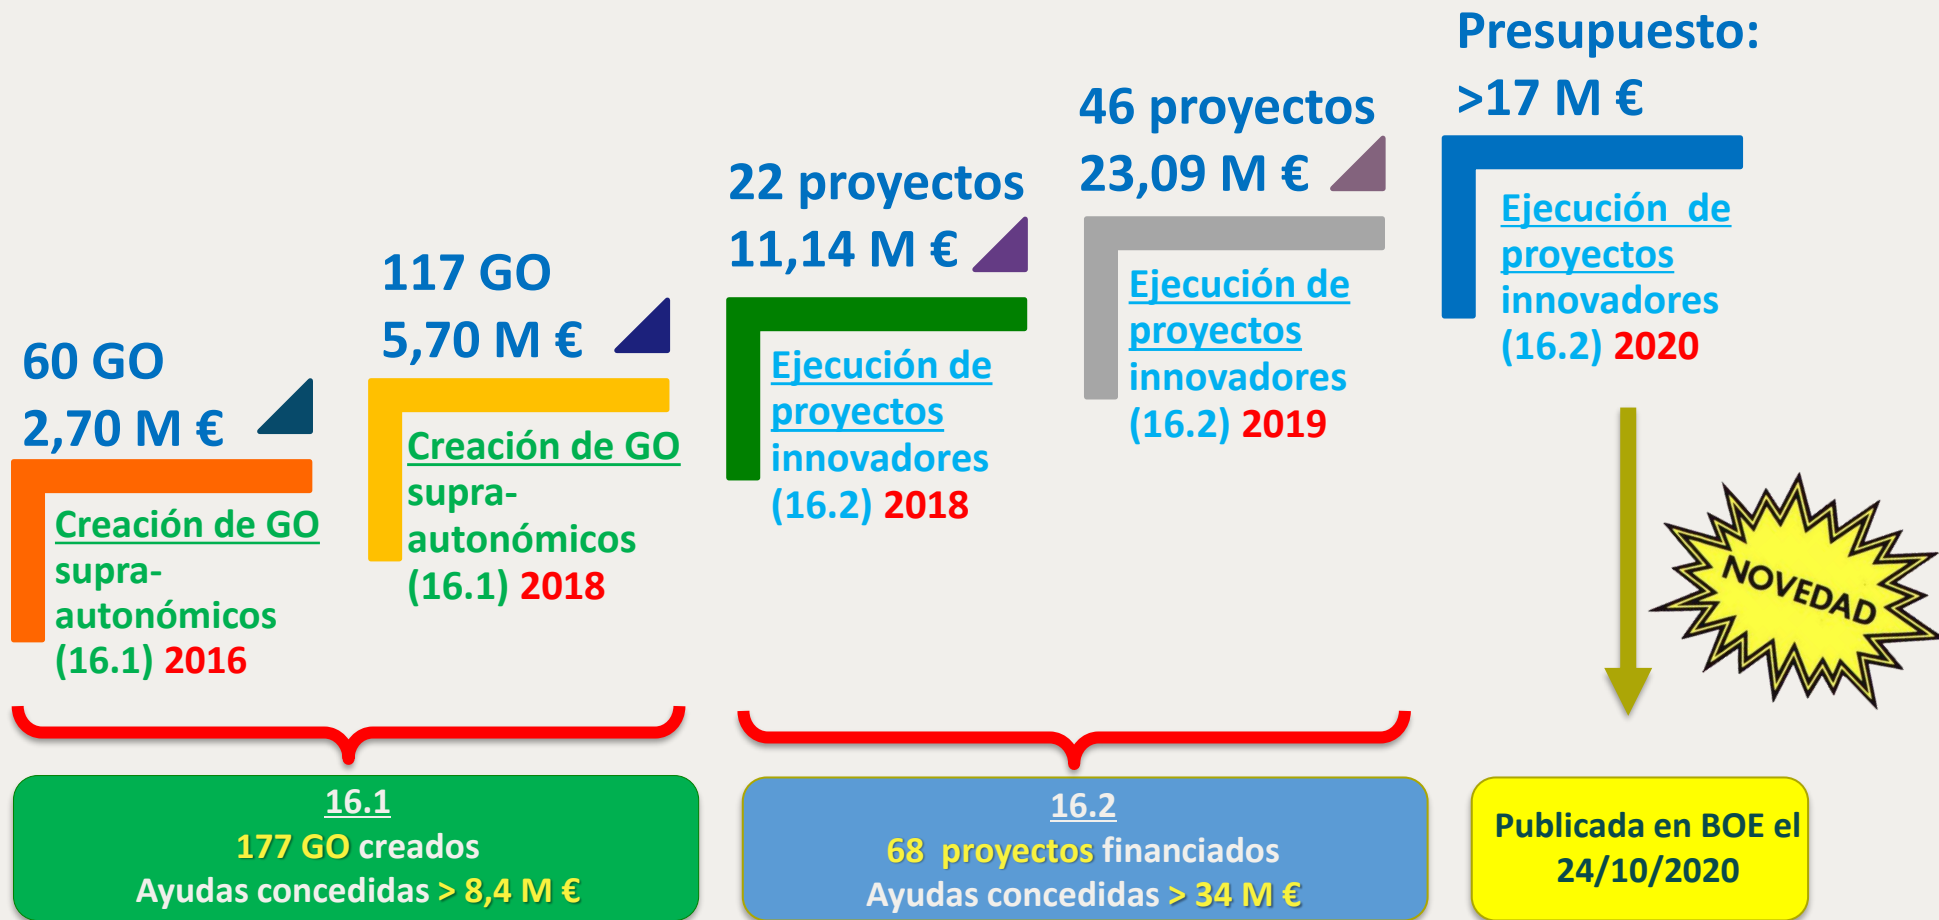 60 GO
2,70 M €
Creación de GO
supra-
autonómicos
(16.1) 2016
117 GO
5,70 M €
Creación de GO
supra-
autonómicos
(16.1) 2018
22 proyectos
11,14 M €
Ejecución de
proyectos
innovadores
(16.2) 2018
46 proyectos
23,09 M €
Ejecución de
proyectos
innovadores
(16.2) 2019
Presupuesto:
>17 M €
Ejecución de
proyectos
innovadores
(16.2) 2020
NOVEDAD
16.1
177 GO creados
Ayudas concedidas > 8,4 M €
16.2
68 proyectos financiados
Ayudas concedidas > 34 M €
Publicada en BOE el
24/10/2020